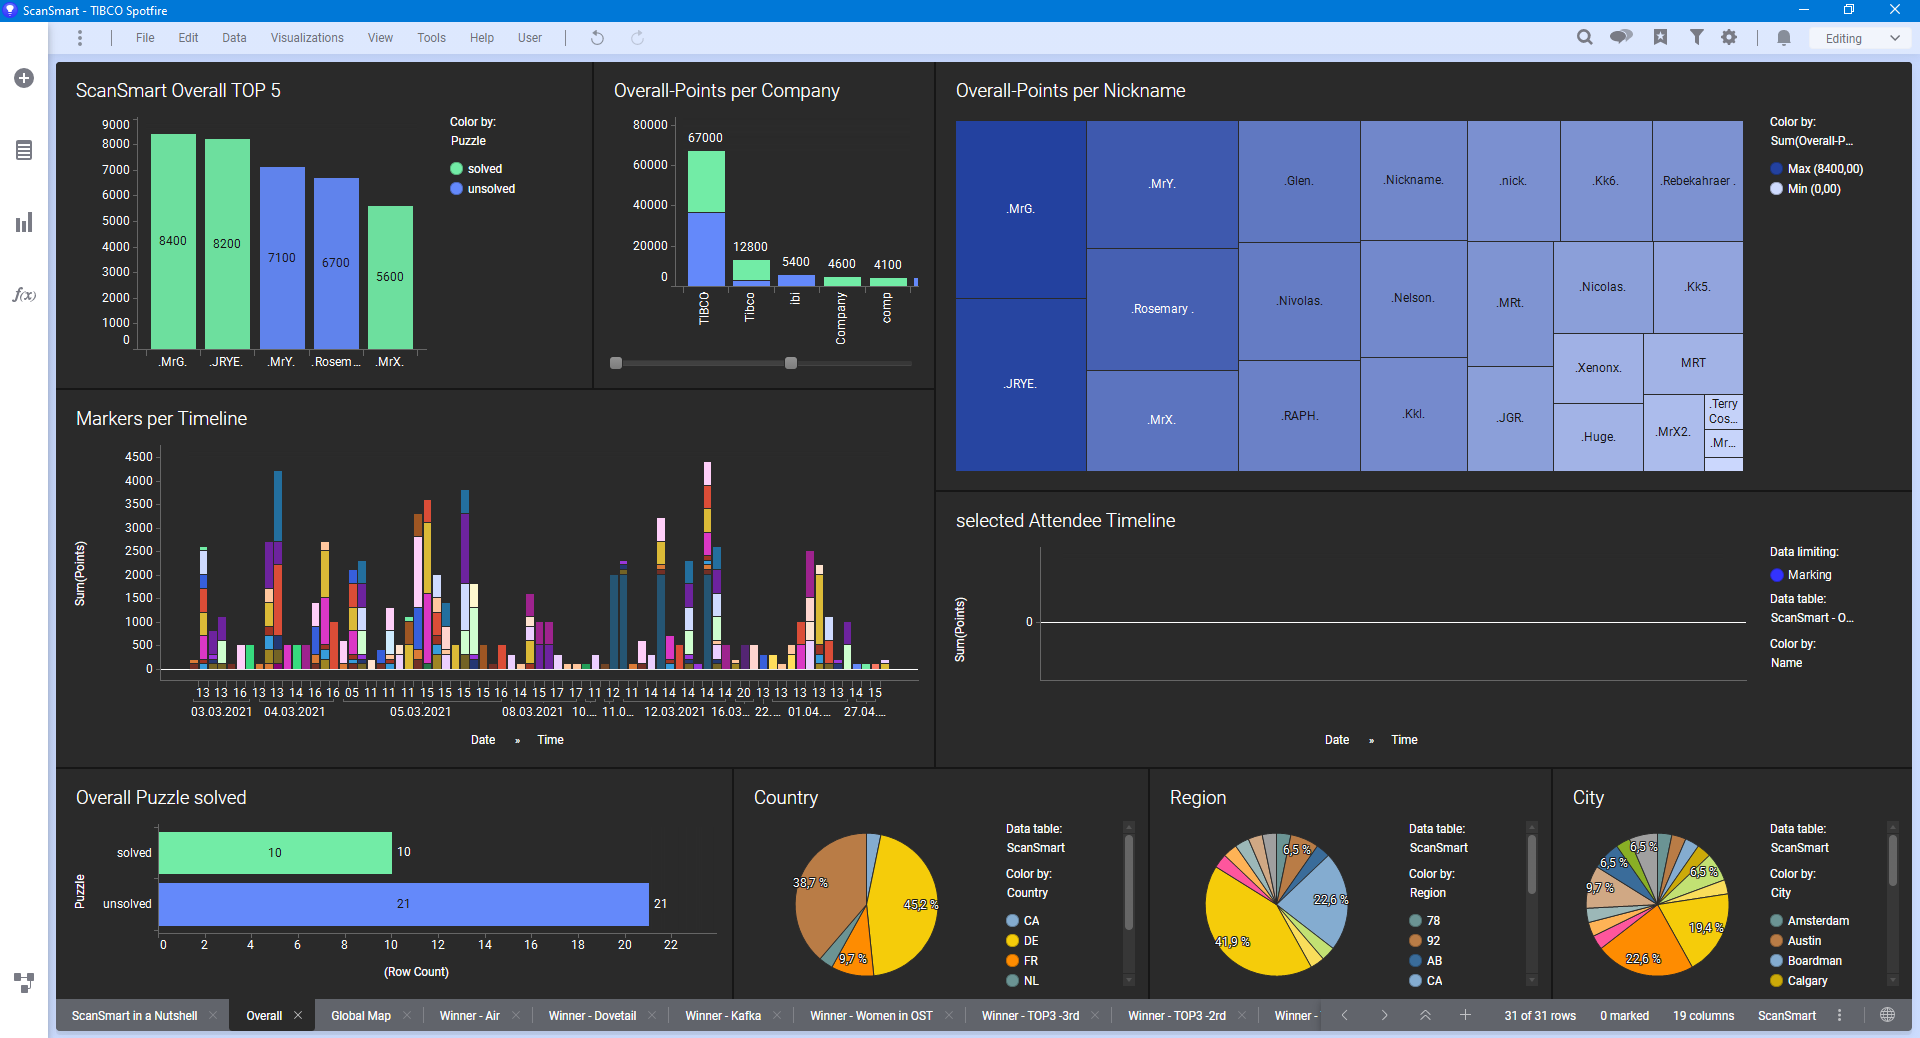 ScanSmart - TIBCO Spotfire
File Edit Data Visualizations View Tools Help User
Editing
f(x)
ScanSmart Overall TOP 5
9000
8000
7000
6000
5000
4000
3000
2000
1000
0
8400
8200
7100
6700
5600
.MrG. .JRYE. .MrY. .Rosem ... .MrX.
Color by:
Puzzle
solved
unsolved
Overall-Points per Company
80000
60000
40000
20000
0
67000
12800
5400
4600
4100
TIBCO
Tibco
ibi
Company
comp
Overall-Points per Nickname
.MrG.
.JRYE.
.MrY.
.Rosemary .
.MrX.
.Glen.
.Nivolas.
.RAPH.
.Nickname.
.Nelson.
.Kkl.
.nick.
.MRt.
.JGR.
.Kk6.
.Rebekahraer .
.Nicolas.
.Kk5.
.Xenonx.
MRT
.Huge.
.MrX2.
.Terry
Cos...
.Mr...
Color by:
Sum(Overall-P...
Max (8400,00)
Min (0,00)
Markers per Timeline
Sum(Points)
4500
4000
3500
3000
2500
2000
1500
1000
500
0
13 13 16 13 13 14 16 16 05 11 11 11 15 15 15 15 16 14 15 17 17 11 12 11 14 14 14 14 14 20 13 13 13 13 13 14 15
03.03.2021 04.03.2021 05.03.2021 08.03.2021 10.... 11.0... 12.03.2021 16.03... 22.... 01.04.... 27.04....
Date » Time
selected Attendee Timeline
Sum(Points)
0
Date » Time
Data limiting:
Marking
Data table:
ScanSmart - O...
Color by:
Name
Overall Puzzle solved
Puzzle
solved
unsolved
10 10
21 21
0 2 4 6 8 10 12 14 16 18 20 22
(Row Count)
Country
38,7 %
45,2 %
9,7 %
Data table:
ScanSmart
Color by:
Country
CA
DE
FR
NL
Region
6,5 %
22,6 %
41,9 %
Data table:
ScanSmart
Color by:
Region
78
92
AB
CA
City
6,5 %
6,5 %
6,5 %
9,7 %
19,4 %
22,6 %
Data table:
ScanSmart
Color by:
City
Amsterdam
Austin
Boardman
Calgary
ScanSmart in a Nutshell Overall Global Map Winner - Air Winner - Dovetail Winner - Kafka Winner - Women in OST Winner - TOP3 -3rd Winner - TOP3 -2rd Winner - 31 of 31 rows 0 marked 19 columns ScanSmart